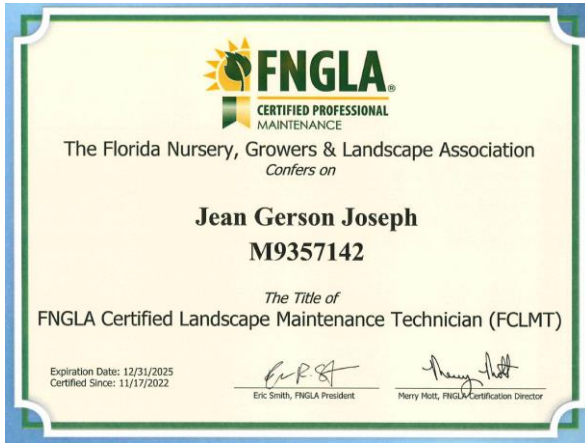 FNGLA®
CERTIFIED PROFESSIONAL
MAINTENANCE
The Florida Nursery, Growers & Landscape Association
Confers on
Jean Gerson Joseph
M9357142
The Title of
FNGLA Certified Landscape Maintenance Technician (FCLMT)
Expiration Date: 12/31/2025
Certified Since: 11/17/2022
Eric Smith, FNGLA President
Merry Mott, FNGLA Certification Director